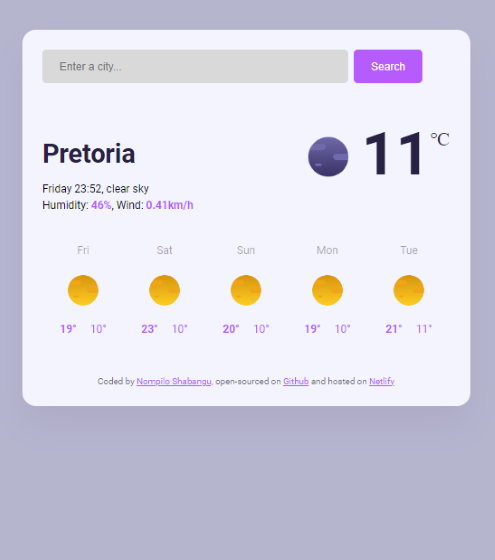 Enter a city...
Search
Pretoria
11 °C
Friday 23:52, clear sky
Humidity: 46%, Wind: 0.41km/h
Fri Sat Sun Mon Tue
19° 10° 23° 10° 20° 10° 19° 10° 21° 11°
Coded by Nompilo Shabangu, open-sourced on Github and hosted on Netlify